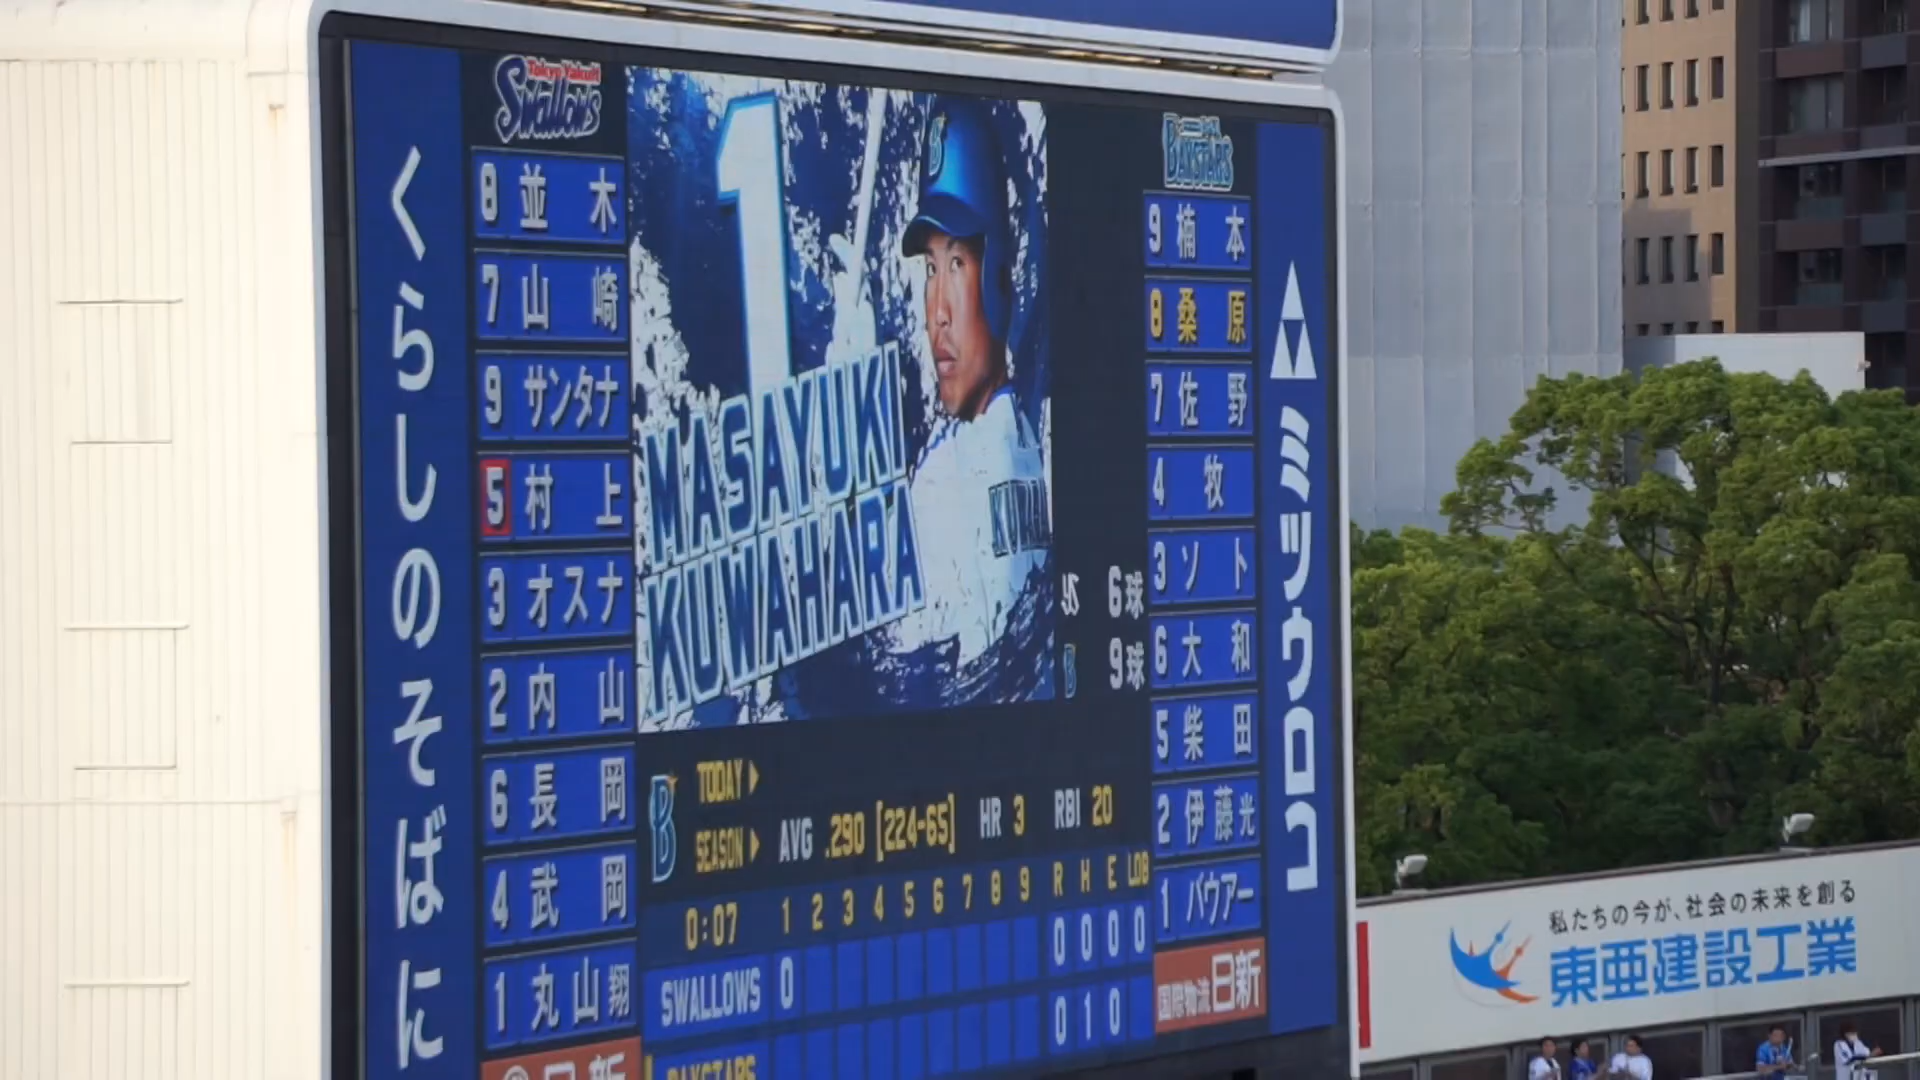 くらしのそばに
Tokyo Yakult
Swallows
8 並木
7 山崎
9 サンタナ
5 村上
3 オスナ
2 内山
6 長岡
4 武岡
1 丸山翔
1
MASAYUKI
KUWAHARA
6球
B 9球
BAYSTARS
9 楠本
8 桑原
7 佐野
4 牧
3 ソト
6 大和
5 柴田
2 伊藤光
1 バウアー
国際物流 日新
ミツウロコ
B
TODAY
SEASON AVG .290 [224-65] HR 3 RBI 20
0:07 1 2 3 4 5 6 7 8 9 R H E LOB
SWALLOWS 0 0 0 0 0
BAYSTARS 0 1 0
私たちの今が、社会の未来を創る
東亜建設工業